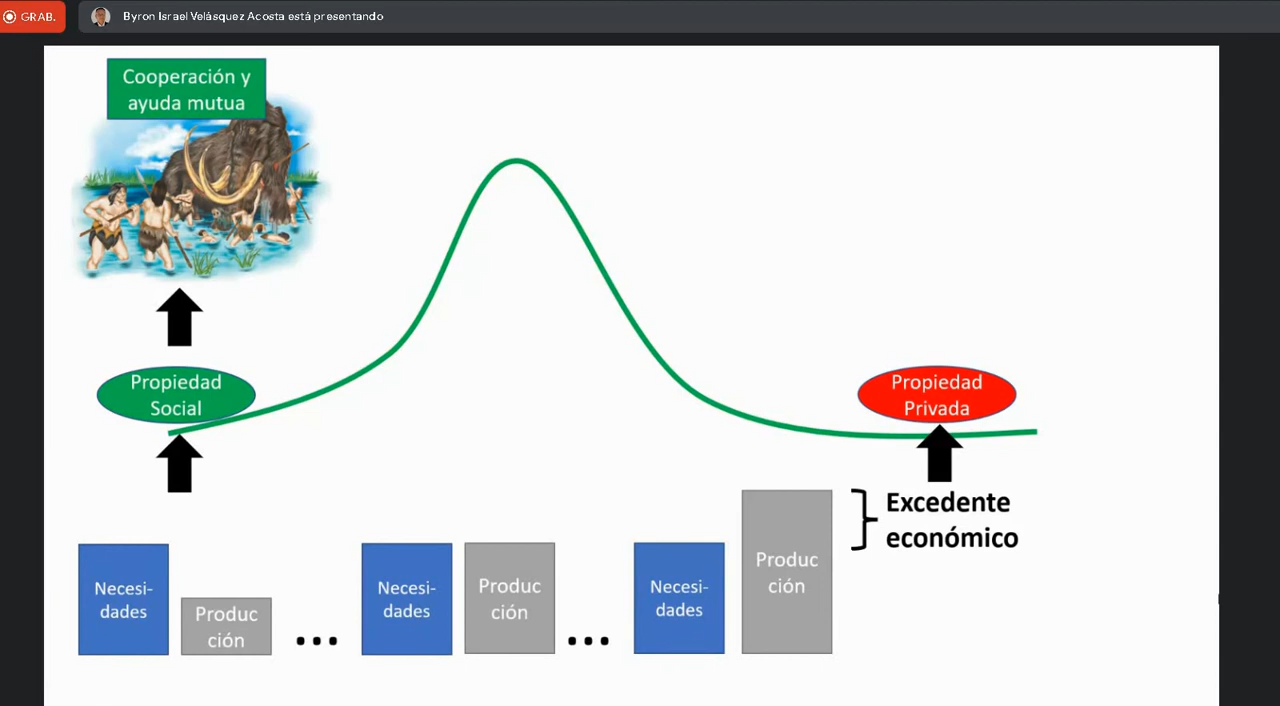 GRAB.
Byron Israel Velásquez Acosta está presentando
Cooperación y
ayuda mutua
Propiedad
Social
Propiedad
Privada
Excedente
económico
Necesi-
dades
Produc
ción
...
Necesi-
dades
Produc
ción
...
Necesi-
dades
Produc
ción